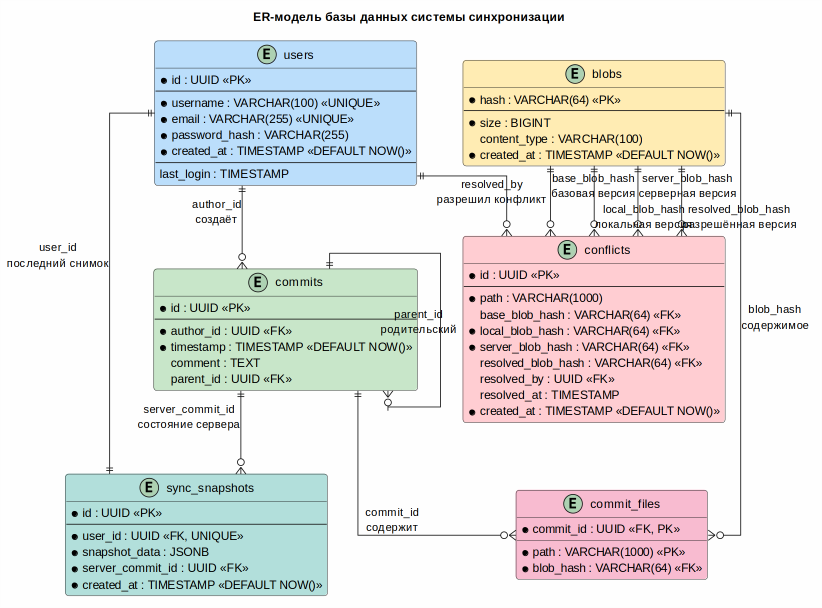 ER-модель базы данных системы синхронизации
E users
id : UUID «PK»
username : VARCHAR(100) «UNIQUE»
email : VARCHAR(255) «UNIQUE»
password_hash : VARCHAR(255)
created_at : TIMESTAMP «DEFAULT NOW()»
last_login : TIMESTAMP
E blobs
hash : VARCHAR(64) «PK»
size : BIGINT
content_type : VARCHAR(100)
created_at : TIMESTAMP «DEFAULT NOW()»
author_id
создаёт
resolved_by
разрешил конфликт
base_blob_hash
базовая версия
server_blob_hash
серверная версия
local_blob_hash
локальная версия
resolved_blob_hash
разрешённая версия
user_id
последний снимок
E commits
id : UUID «PK»
author_id : UUID «FK»
timestamp : TIMESTAMP «DEFAULT NOW()»
comment : TEXT
parent_id : UUID «FK»
parent_id
родительский
E conflicts
id : UUID «PK»
path : VARCHAR(1000)
base_blob_hash : VARCHAR(64) «FK»
local_blob_hash : VARCHAR(64) «FK»
server_blob_hash : VARCHAR(64) «FK»
resolved_blob_hash : VARCHAR(64) «FK»
resolved_by : UUID «FK»
resolved_at : TIMESTAMP
created_at : TIMESTAMP «DEFAULT NOW()»
blob_hash
содержимое
server_commit_id
состояние сервера
E sync_snapshots
id : UUID «PK»
user_id : UUID «FK, UNIQUE»
snapshot_data : JSONB
server_commit_id : UUID «FK»
created_at : TIMESTAMP «DEFAULT NOW()»
commit_id
содержит
E commit_files
commit_id : UUID «FK, PK»
path : VARCHAR(1000) «PK»
blob_hash : VARCHAR(64) «FK»